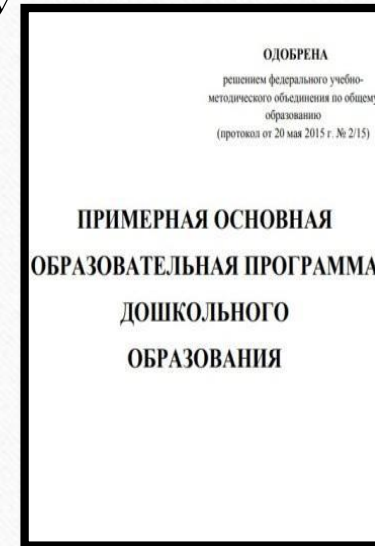 ОДОБРЕНА
решением федерального учебно-
методического объединения по общему
образованию
(протокол от 20 мая 2015 г. № 2/15)
ПРИМЕРНАЯ ОСНОВНАЯ
ОБРАЗОВАТЕЛЬНАЯ ПРОГРАММА
ДОШКОЛЬНОГО
ОБРАЗОВАНИЯ